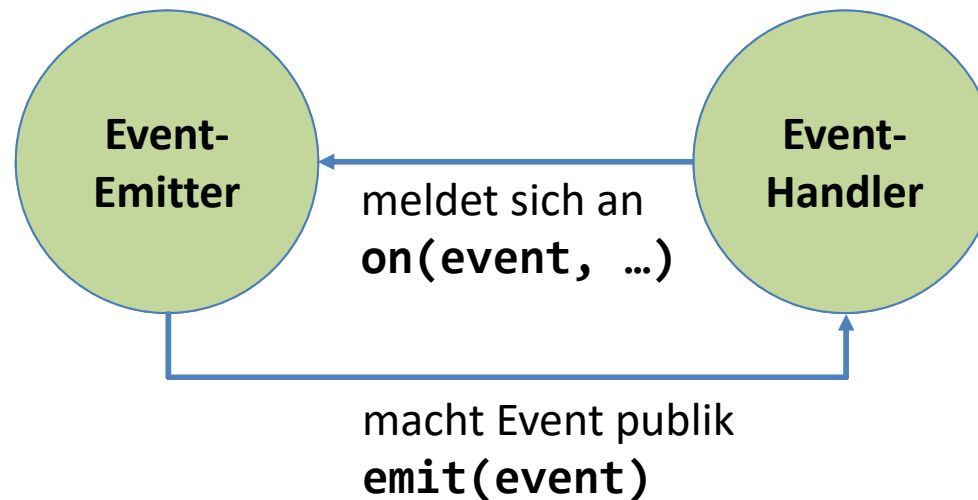 Event-
Emitter
Event-
Handler
meldet sich an
on(event, …)
macht Event publik
emit(event)